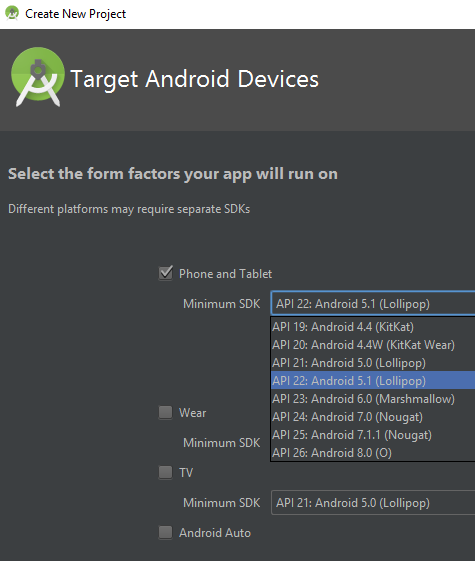 Create New Project
Target Android Devices
Select the form factors your app will run on
Different platforms may require separate SDKs
Phone and Tablet
Minimum SDK API 22: Android 5.1 (Lollipop)
API 19: Android 4.4 (KitKat)
API 20: Android 4.4W (KitKat Wear)
API 21: Android 5.0 (Lollipop)
API 22: Android 5.1 (Lollipop)
API 23: Android 6.0 (Marshmallow)
Wear
API 24: Android 7.0 (Nougat)
API 25: Android 7.1.1 (Nougat)
Minimum SDK
API 26: Android 8.0 (O)
TV
Minimum SDK API 21: Android 5.0 (Lollipop)
Android Auto